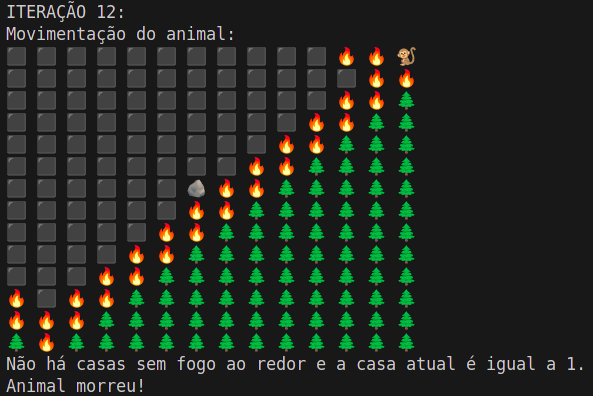 ITERAÇÃO 12:
Movimentação do animal:
Não há casas sem fogo ao redor e a casa atual é igual a 1.
Animal morreu!